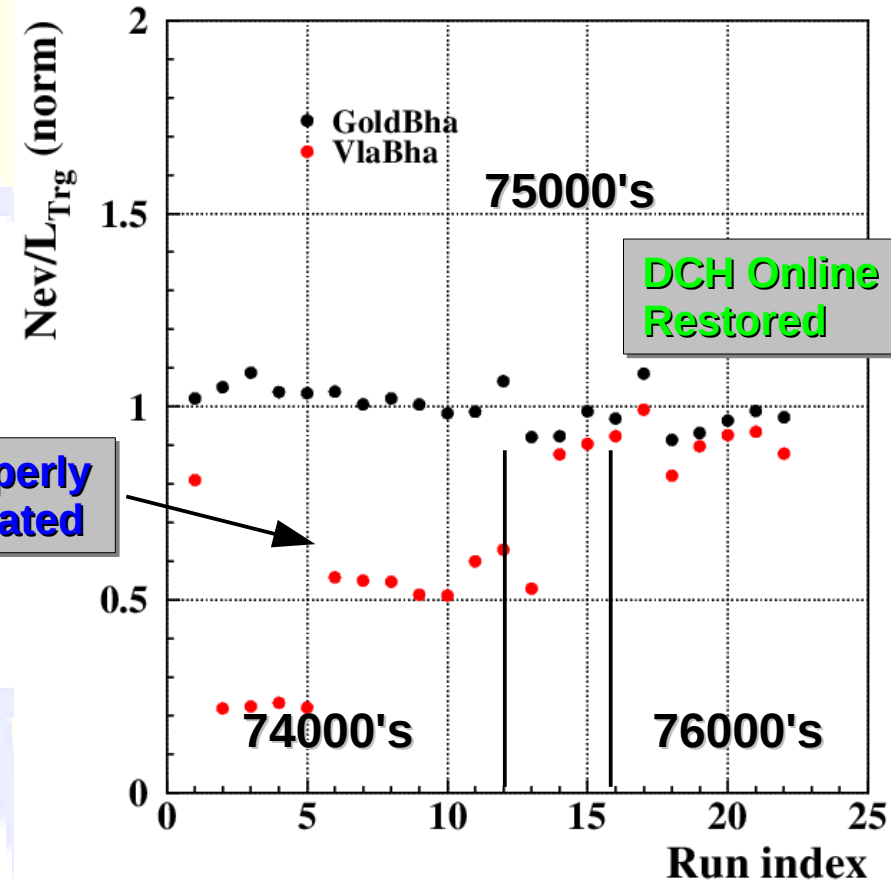 Nev/LTrg (norm)
2
1.5
1
0.5
0
GoldBha
VlaBha
75000's
DCH Online
Restored
perly
ated
74000's
76000's
0 5 10 15 20 25
Run index